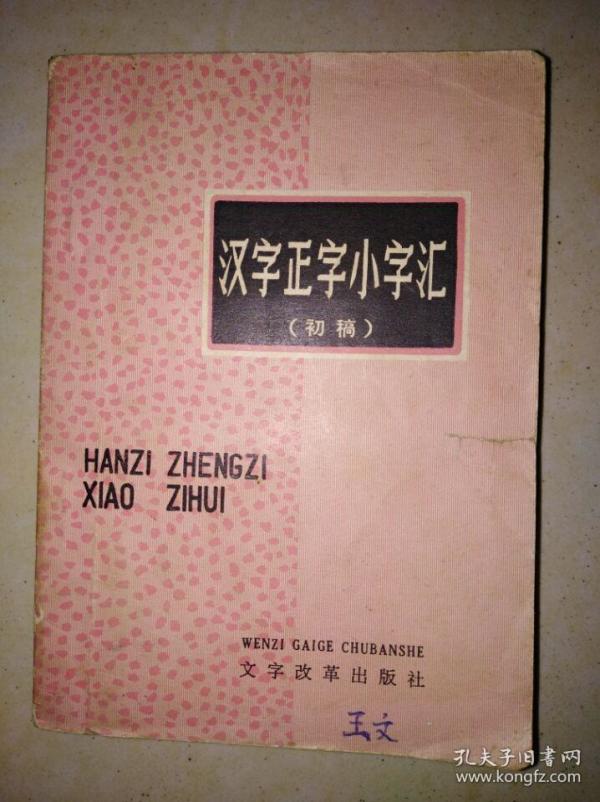 汉字正字小字汇
（初稿）
HANZI ZHENGZI
XIAO ZIHUI
WENZI GAIGE CHUBANSHE
文字改革出版社
王文
孔夫子旧书网
www.kongfz.com